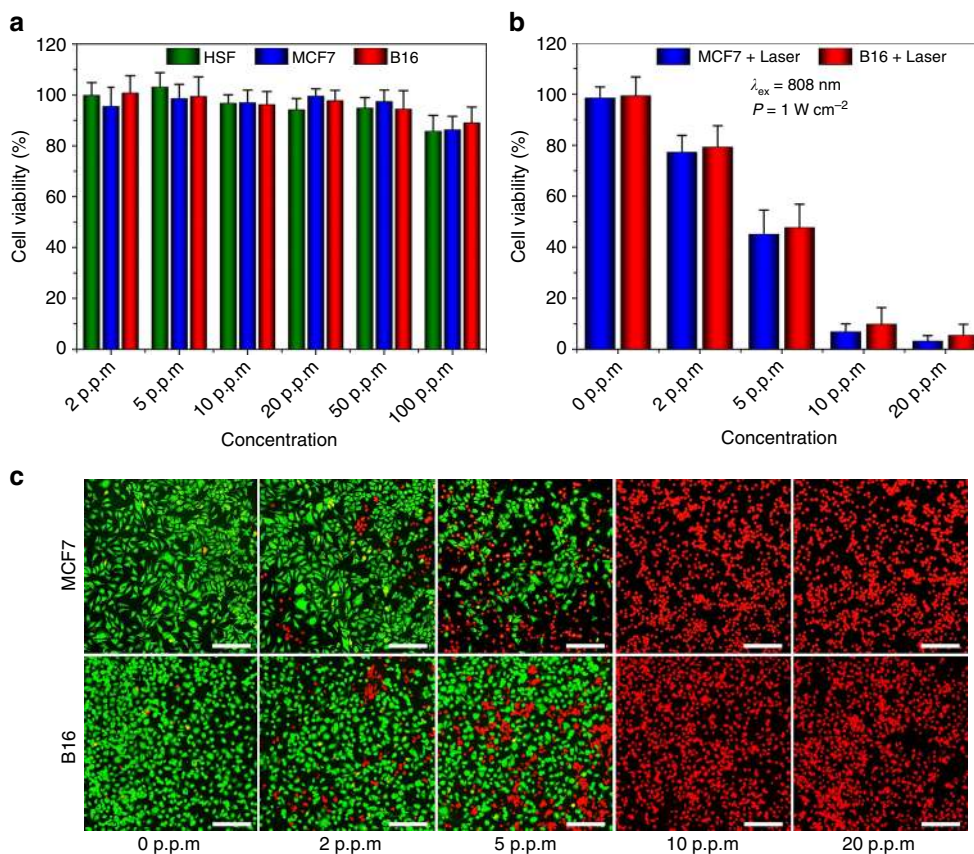 a
120
100
80
60
40
20
0
Cell viability (%)
HSF MCF7 B16
2 p.p.m 5 p.p.m 10 p.p.m 20 p.p.m 50 p.p.m 100 p.p.m
Concentration
b
120
100
80
60
40
20
0
Cell viability (%)
MCF7 + Laser B16 + Laser
λex = 808 nm
P = 1 W cm−2
0 p.p.m 2 p.p.m 5 p.p.m 10 p.p.m 20 p.p.m
Concentration
c
MCF7
B16
0 p.p.m 2 p.p.m 5 p.p.m 10 p.p.m 20 p.p.m